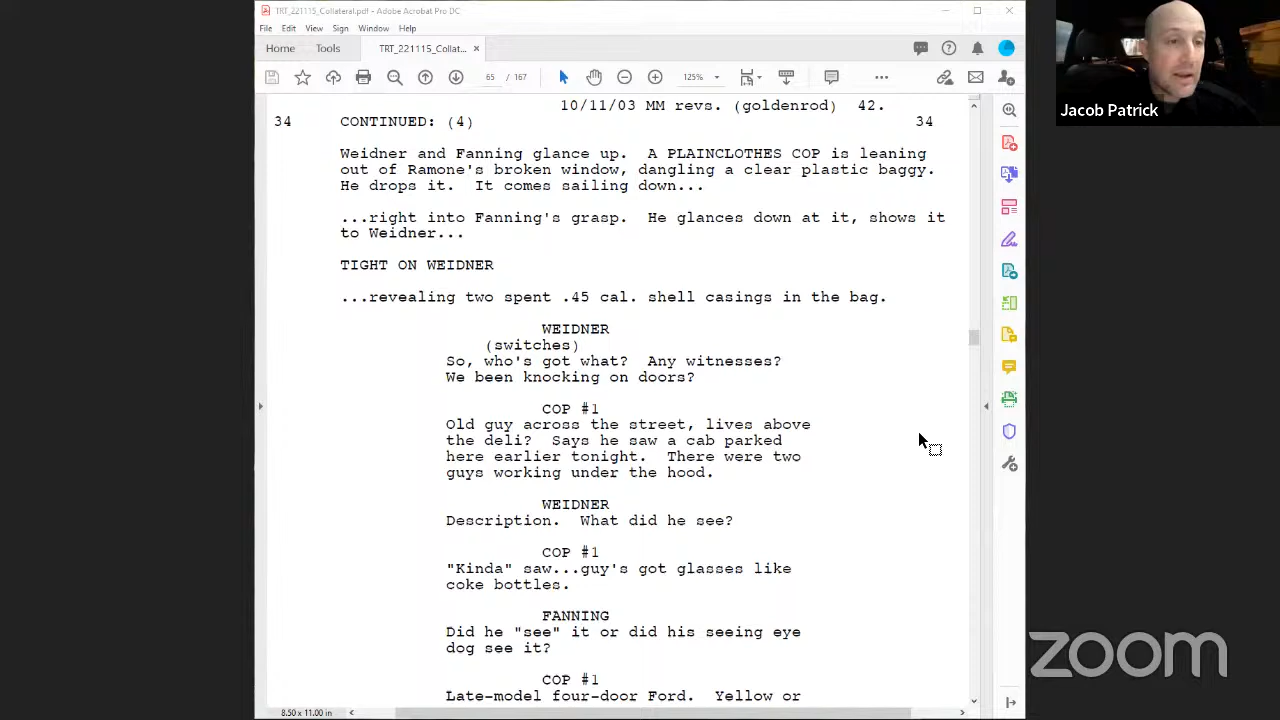 TRT_221115_Collateral.pdf - Adobe Acrobat Pro DC
File Edit View Sign Window Help
Home Tools TRT_221115_Collat... ×
65 / 167 125%
10/11/03 MM revs. (goldenrod) 42.
34 CONTINUED: (4) 34
Weidner and Fanning glance up. A PLAINCLOTHES COP is leaning
out of Ramone's broken window, dangling a clear plastic baggy.
He drops it. It comes sailing down...
...right into Fanning's grasp. He glances down at it, shows it
to Weidner...
TIGHT ON WEIDNER
...revealing two spent .45 cal. shell casings in the bag.
WEIDNER
(switches)
So, who's got what? Any witnesses?
We been knocking on doors?
COP #1
Old guy across the street, lives above
the deli? Says he saw a cab parked
here earlier tonight. There were two
guys working under the hood.
WEIDNER
Description. What did he see?
COP #1
"Kinda" saw...guy's got glasses like
coke bottles.
FANNING
Did he "see" it or did his seeing eye
dog see it?
COP #1
Late-model four-door Ford. Yellow or
8.50 x 11.00 in
Jacob Patrick
zoom